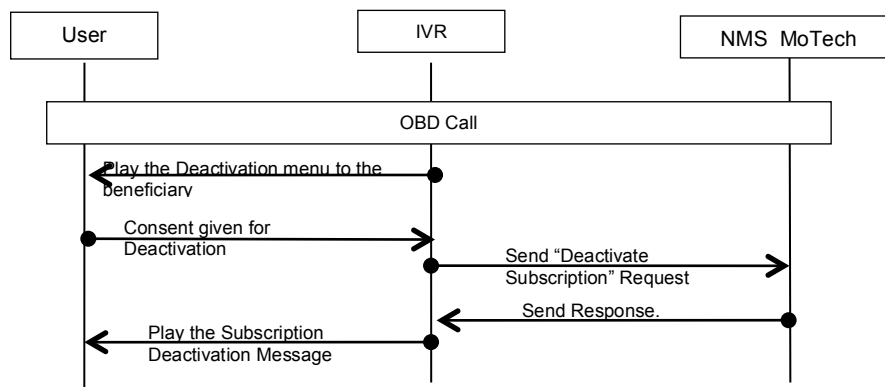 User
IVR
NMS MoTech
OBD Call
Play the Deactivation menu to the
beneficiary
Consent given for
Deactivation
Send “Deactivate
Subscription” Request
Send Response.
Play the Subscription
Deactivation Message